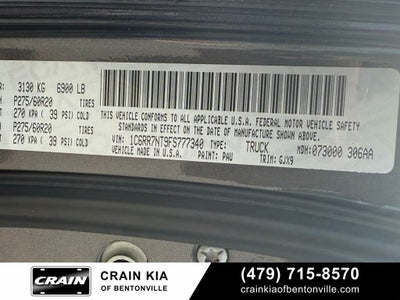 R: 3130 KG 6900 LB
H P275/60R20 TIRES
270 KPA ( 39 PSI) COLD
P275/60R20 TIRES
270 KPA ( 39 PSI) COLD
THIS VEHICLE CONFORMS TO ALL APPLICABLE U.S.A. FEDERAL MOTOR VEHICLE SAFETY
STANDARDS IN EFFECT ON THE DATE OF MANUFACTURE SHOWN ABOVE.
VIN: 1C6RR7NT9FS777340 TRUCK
MADE IN U.S.A. PAINT: PAU TRIM: GJX9 MDH: 073000 306AA
CRAIN
CRAIN KIA
OF BENTONVILLE
(479) 715-8570
crainkiaofbentonville.com